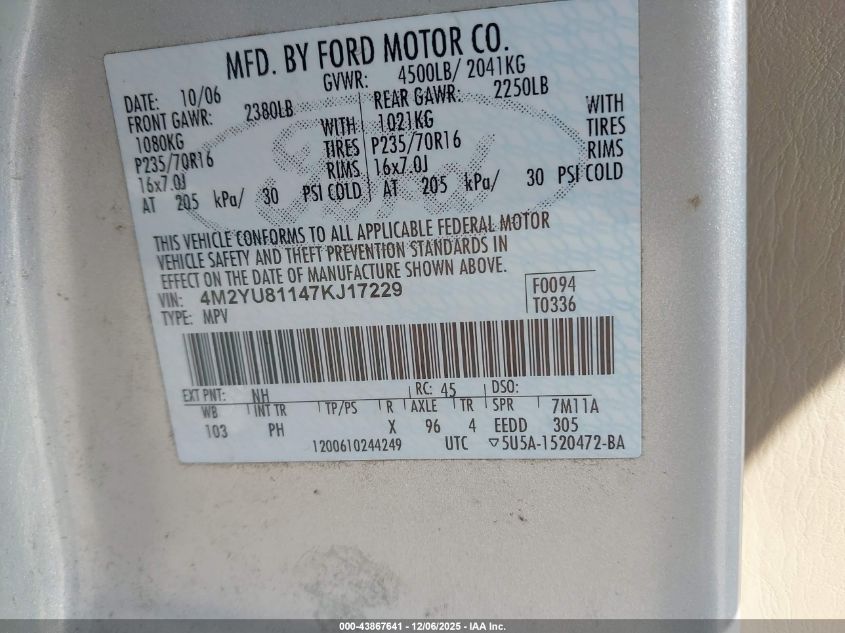 MFD. BY FORD MOTOR CO.
DATE: 10/06 GVWR: 4500LB/ 2041KG
FRONT GAWR: 2380LB REAR GAWR: 2250LB
1080KG WITH 1021KG WITH
P235/70R16 TIRES P235/70R16 TIRES
16x7.0J RIMS 16x7.0J RIMS
AT 205 kPa/ 30 PSI COLD AT 205 kPa/ 30 PSI COLD
THIS VEHICLE CONFORMS TO ALL APPLICABLE FEDERAL MOTOR
VEHICLE SAFETY AND THEFT PREVENTION STANDARDS IN
EFFECT ON THE DATE OF MANUFACTURE SHOWN ABOVE.
VIN: 4M2YU81147KJ17229 F0094
TYPE: MPV T0336
EXT PNT: NH RC: 45 DSO:
WB INT TR TP/PS R AXLE TR SPR 7M11A
103 PH X 96 4 EEDD 305
1200610244249 UTC ▽5U5A-1520472-BA
Ford
000-43867641 - 12/06/2025 - IAA Inc.